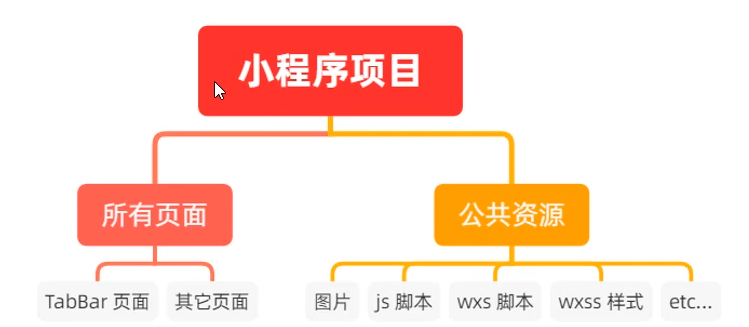 小程序项目
所有页面
公共资源
TabBar 页面
其它页面
图片
js 脚本
wxs 脚本
wxss 样式
etc...